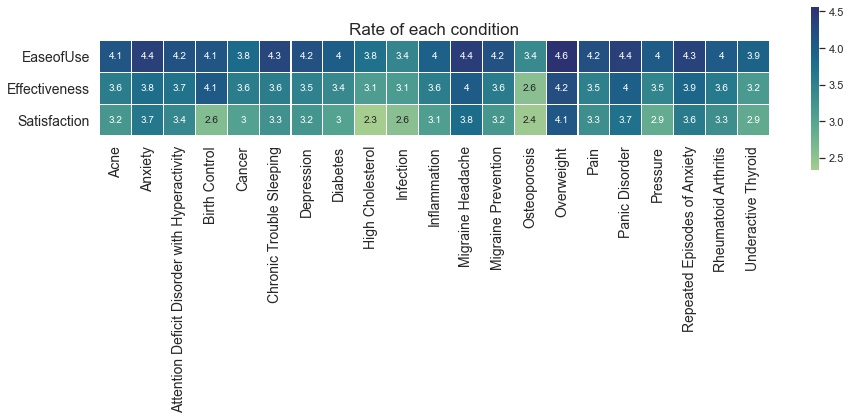 Rate of each condition
EaseofUse 4.1 4.4 4.2 4.1 3.8 4.3 4.2 4 3.8 3.4 4 4.4 4.2 3.4 4.6 4.2 4.4 4 4.3 4 3.9
Effectiveness 3.6 3.8 3.7 4.1 3.6 3.6 3.5 3.4 3.1 3.1 3.6 4 3.6 2.6 4.2 3.5 4 3.5 3.9 3.6 3.2
Satisfaction 3.2 3.7 3.4 2.6 3 3.3 3.2 3 2.3 2.6 3.1 3.8 3.2 2.4 4.1 3.3 3.7 2.9 3.6 3.3 2.9
Acne
Anxiety
Attention Deficit Disorder with Hyperactivity
Birth Control
Cancer
Chronic Trouble Sleeping
Depression
Diabetes
High Cholesterol
Infection
Inflammation
Migraine Headache
Migraine Prevention
Osteoporosis
Overweight
Pain
Panic Disorder
Pressure
Repeated Episodes of Anxiety
Rheumatoid Arthritis
Underactive Thyroid
4.5
4.0
3.5
3.0
2.5